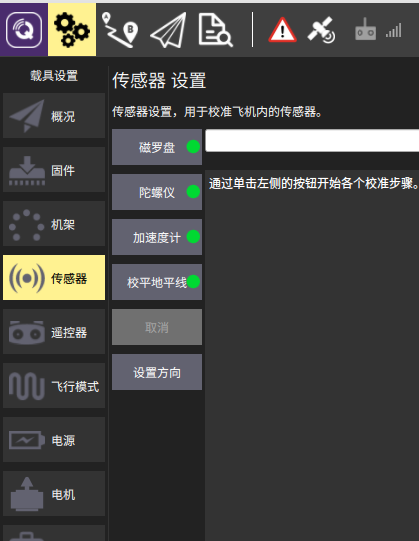 载具设置
概况
固件
机架
传感器
遥控器
飞行模式
电源
电机
传感器 设置
传感器设置，用于校准飞机内的传感器。
磁罗盘
陀螺仪
加速度计
校平地平线
取消
设置方向
通过单击左侧的按钮开始各个校准步骤。